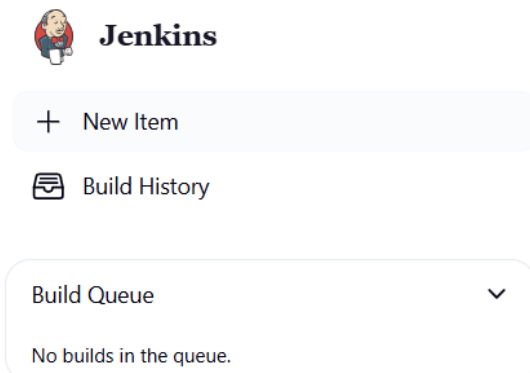 Jenkins
New Item
Build History
Build Queue
No builds in the queue.